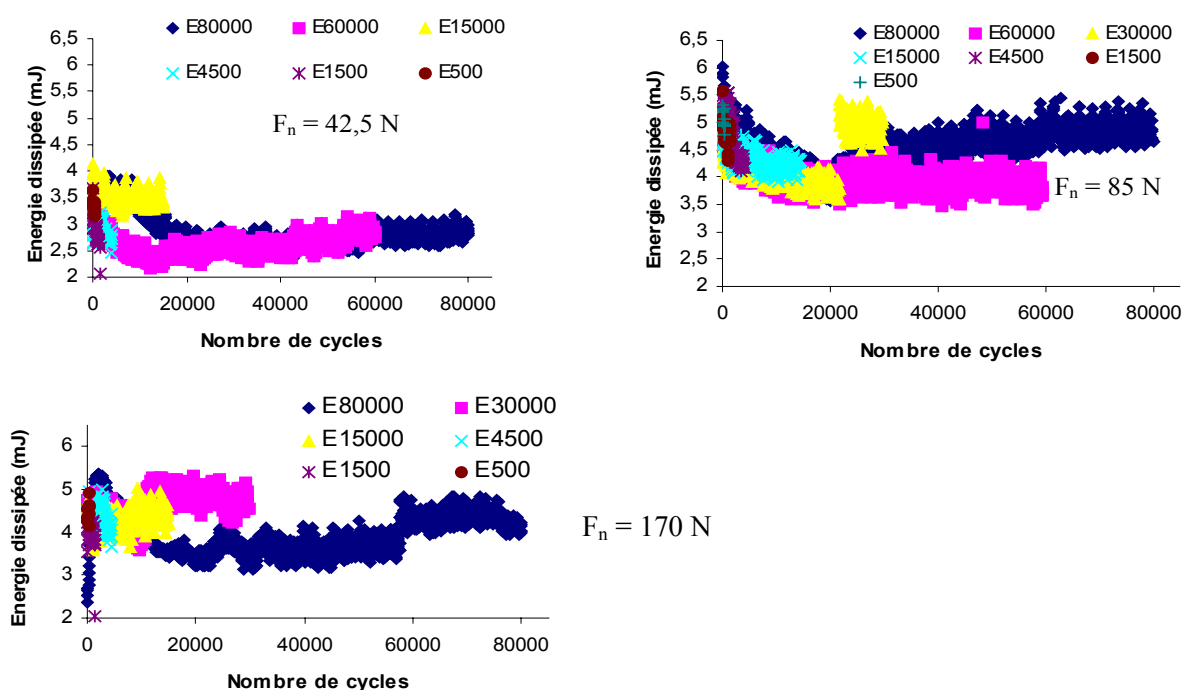 E80000 E60000 E15000
E4500 E1500 E500
Fn = 42,5 N
Energie dissipée (mJ)
6,5
6
5,5
5
4,5
4
3,5
3
2,5
2
0 20000 40000 60000 80000
Nombre de cycles
E80000 E60000 E30000
E15000 E4500 E1500
E500
Fn = 85 N
Energie dissipée (mJ)
6,5
6
5,5
5
4,5
4
3,5
3
2,5
2
0 20000 40000 60000 80000
Nombre de cycles
E80000 E30000
E15000 E4500
E1500 E500
Fn = 170 N
Energie dissipée (mJ)
6
5
4
3
2
0 20000 40000 60000 80000
Nombre de cycles